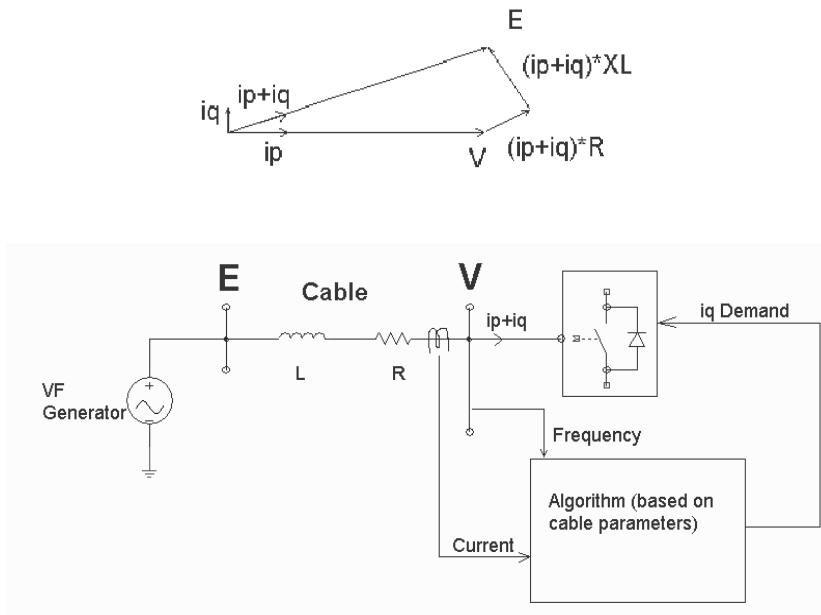 E
(ip+iq)*XL
ip+iq
iq
ip
V
(ip+iq)*R
E
Cable
V
ip+iq
iq Demand
L
R
VF
Generator
Frequency
Algorithm (based on
cable parameters)
Current